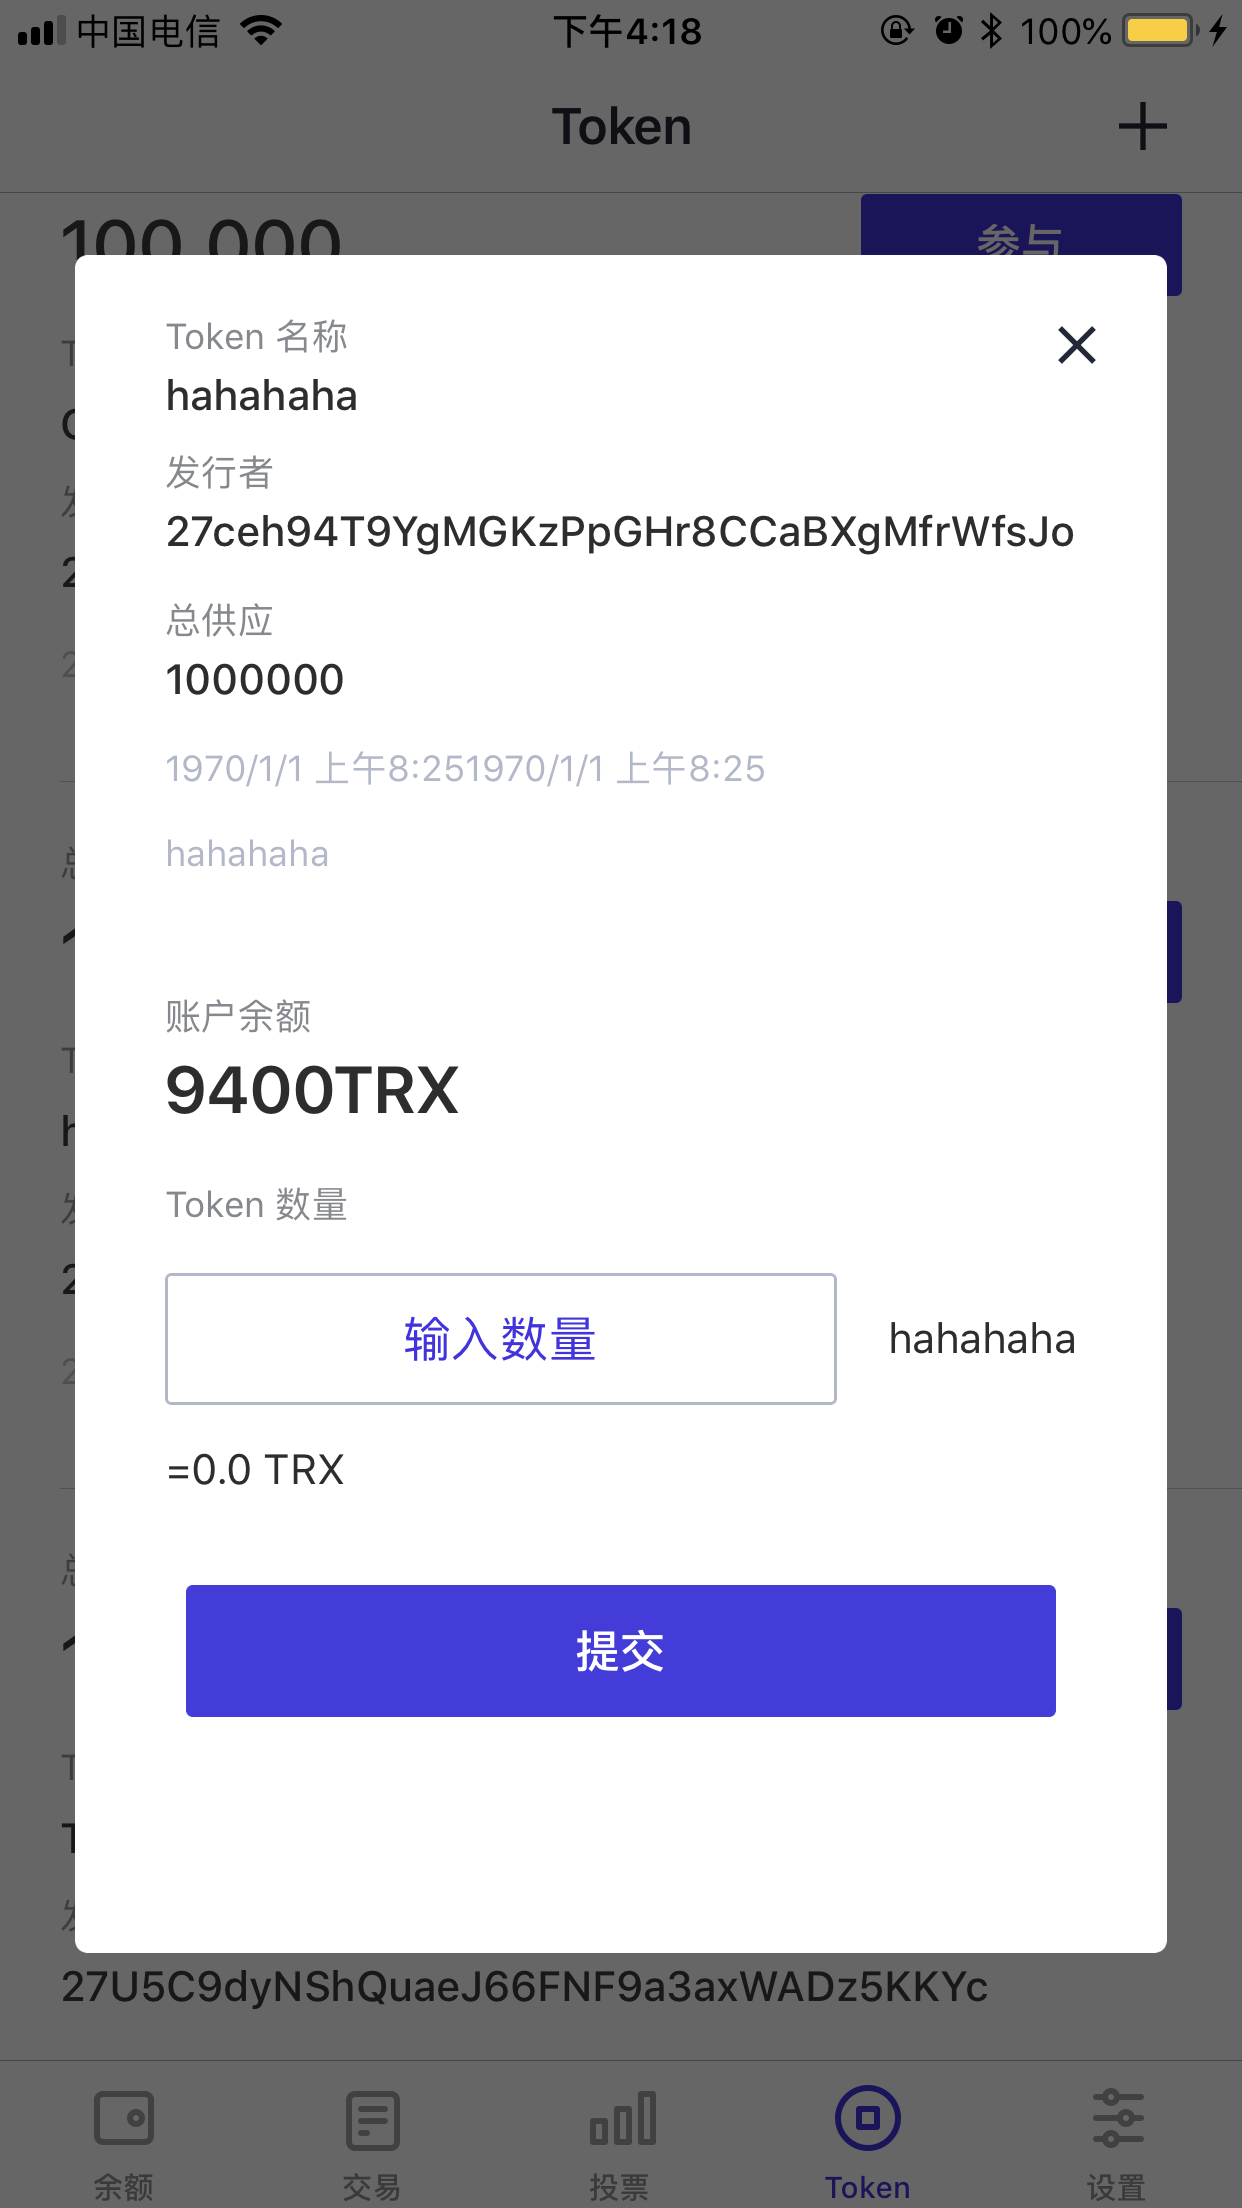 中国电信 下午4:18 100%
Token
100,000 参与
Token 名称
hahahaha
发行者
27ceh94T9YgMGKzPpGHr8CCaBXgMfrWfsJo
总供应
1000000
1970/1/1 上午8:251970/1/1 上午8:25
hahahaha
账户余额
9400TRX
Token 数量
输入数量 hahahaha
=0.0 TRX
提交
27U5C9dyNShQuaeJ66FNF9a3axWADz5KKYc
余额 交易 投票 Token 设置